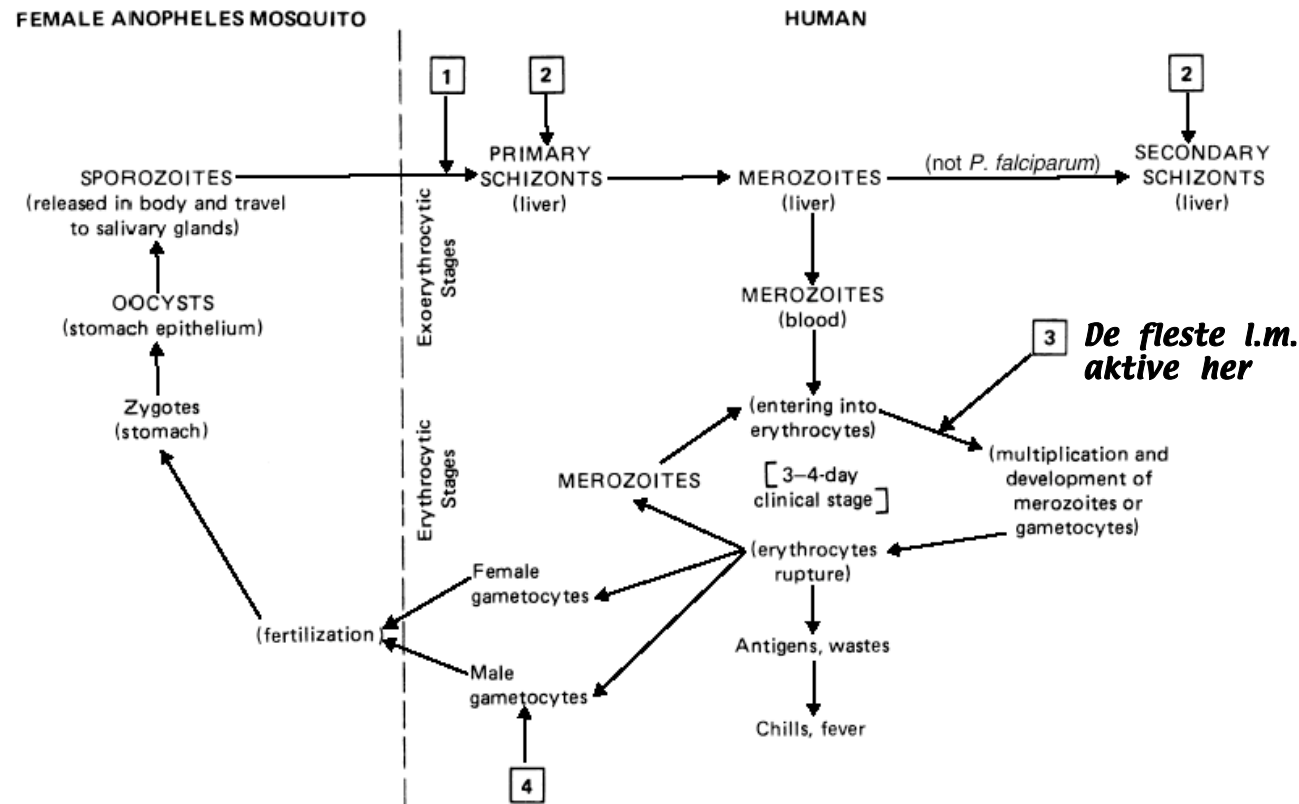 FEMALE ANOPHELES MOSQUITO
HUMAN
1
2
2
SPOROZOITES
(released in body and travel
to salivary glands)
PRIMARY
SCHIZONTS
(liver)
MEROZOITES
(liver)
(not P. falciparum)
SECONDARY
SCHIZONTS
(liver)
Exoerythrocytic
Stages
OOCYSTS
(stomach epithelium)
MEROZOITES
(blood)
3
De fleste l.m.
aktive her
Zygotes
(stomach)
(entering into
erythrocytes)
Erythrocytic
Stages
MEROZOITES
[3–4-day
clinical stage]
(multiplication and
development of
merozoites or
gametocytes)
(erythrocytes
rupture)
Female
gametocytes
(fertilization)
Antigens, wastes
Male
gametocytes
Chills, fever
4